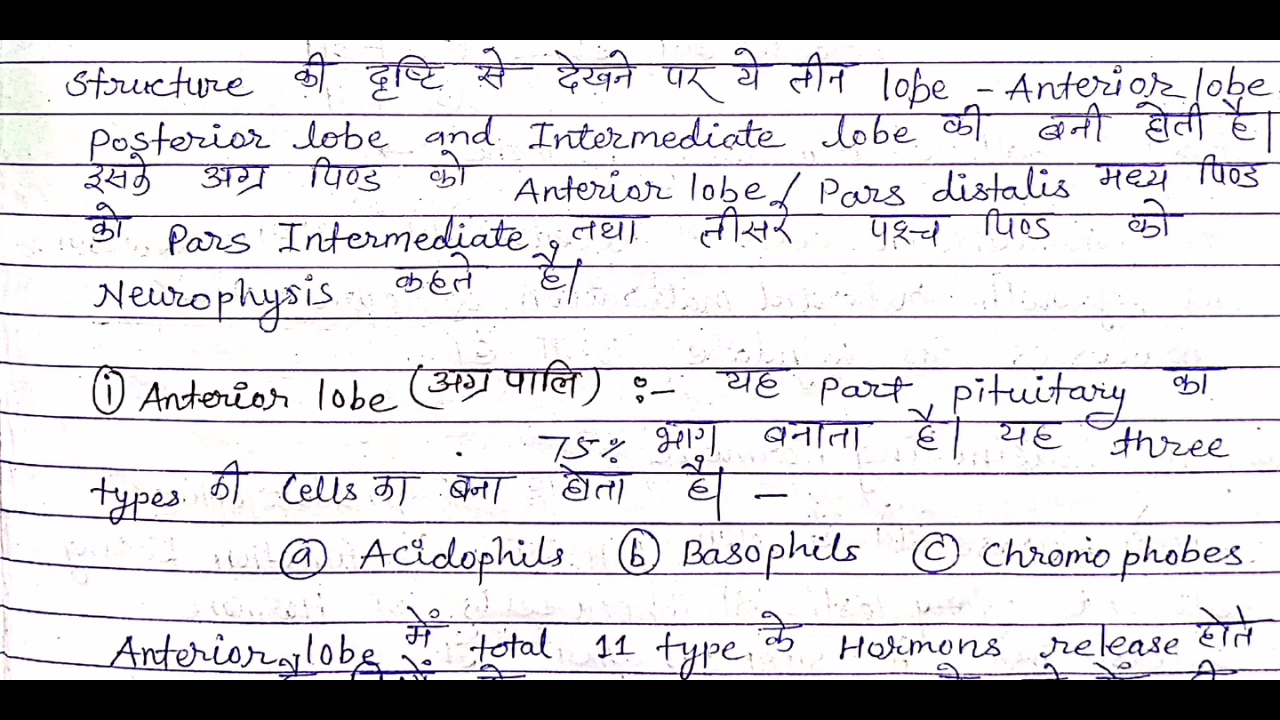 Structure की दृष्टि से देखने पर ये तीन lobe - Anterior lobe
Posterior lobe and Intermediate lobe की बनी होती है।
इसके अग्र पिण्ड को Anterior lobe/Pars distalis मध्य पिण्ड
को Pars Intermediate, तथा तीसरे पश्च पिण्ड को
Neurophysis कहते है।
(i) Anterior lobe (अग्र पालि) :- यह part pituitary का
75% भाग बनाता है। यह three
types की Cells का बना होता है। —
(a) Acidophils (b) Basophils (c) Chromophobes
Anterior lobe में total 11 type के Hormons release होते